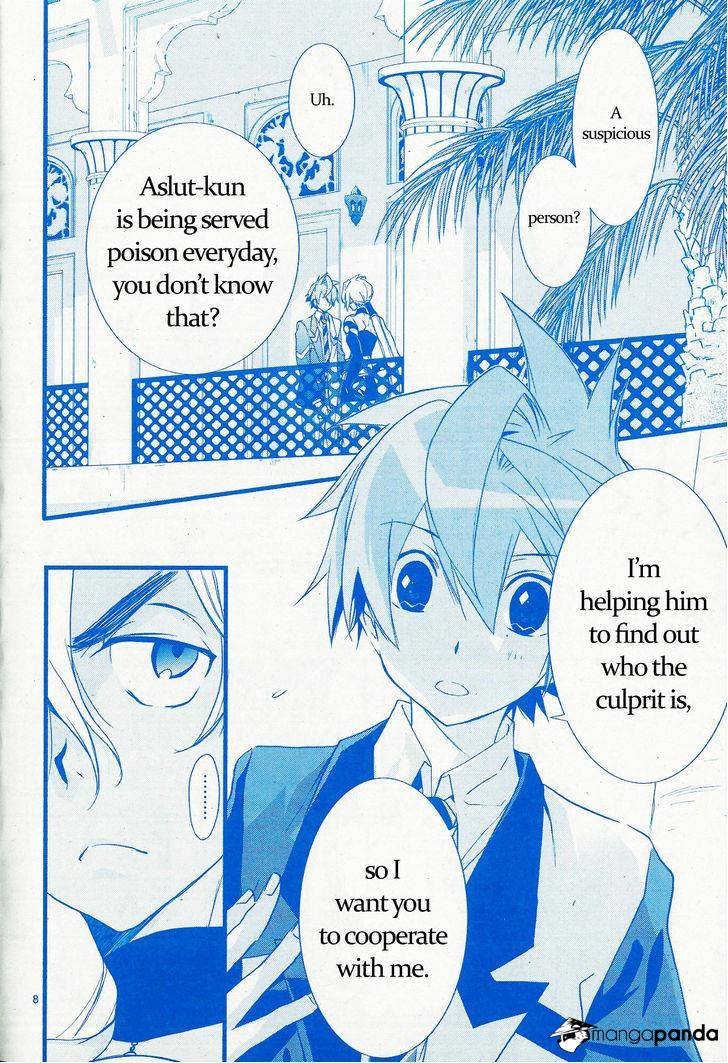 A
suspicious
person?
Uh.
Aslut-kun
is being served
poison everyday,
you don't know
that?
I'm
helping him
to find out
who the
culprit is,
so I
want you
to cooperate
with me.
........
8
mangapanda